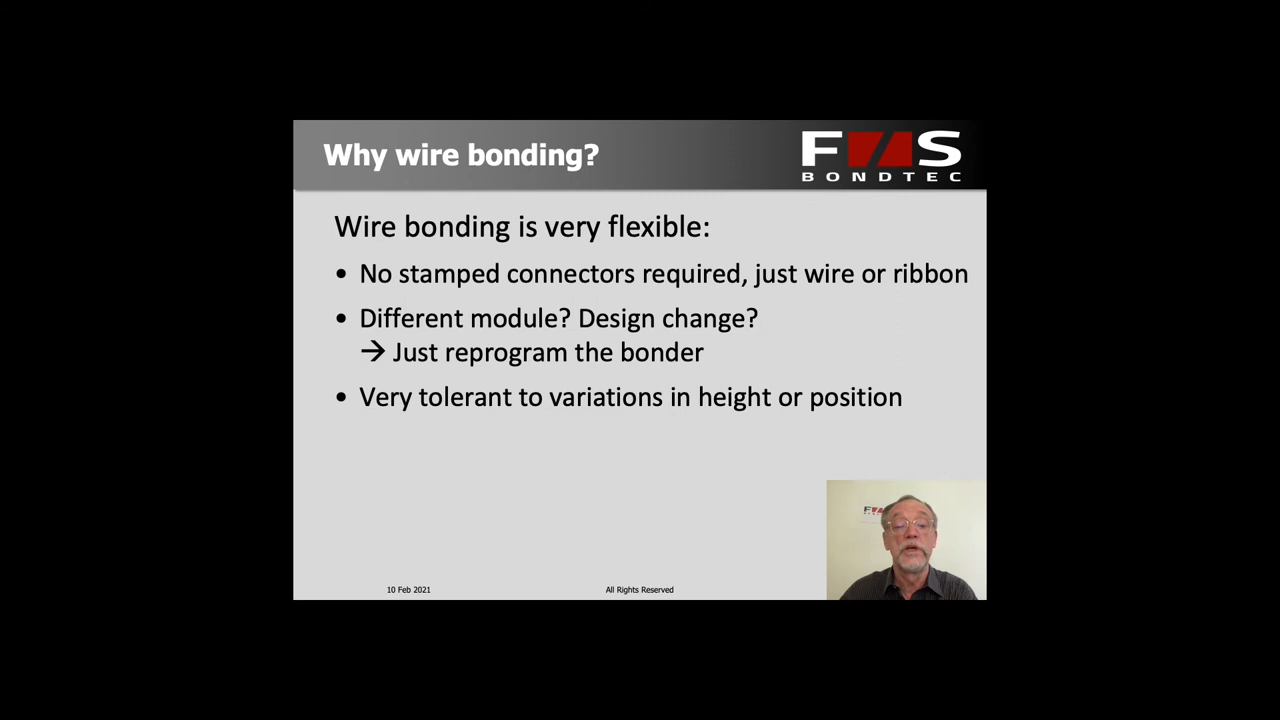 Why wire bonding?
F S
BONDTEC
Wire bonding is very flexible:
• No stamped connectors required, just wire or ribbon
• Different module? Design change?
→ Just reprogram the bonder
• Very tolerant to variations in height or position
10 Feb 2021
All Rights Reserved